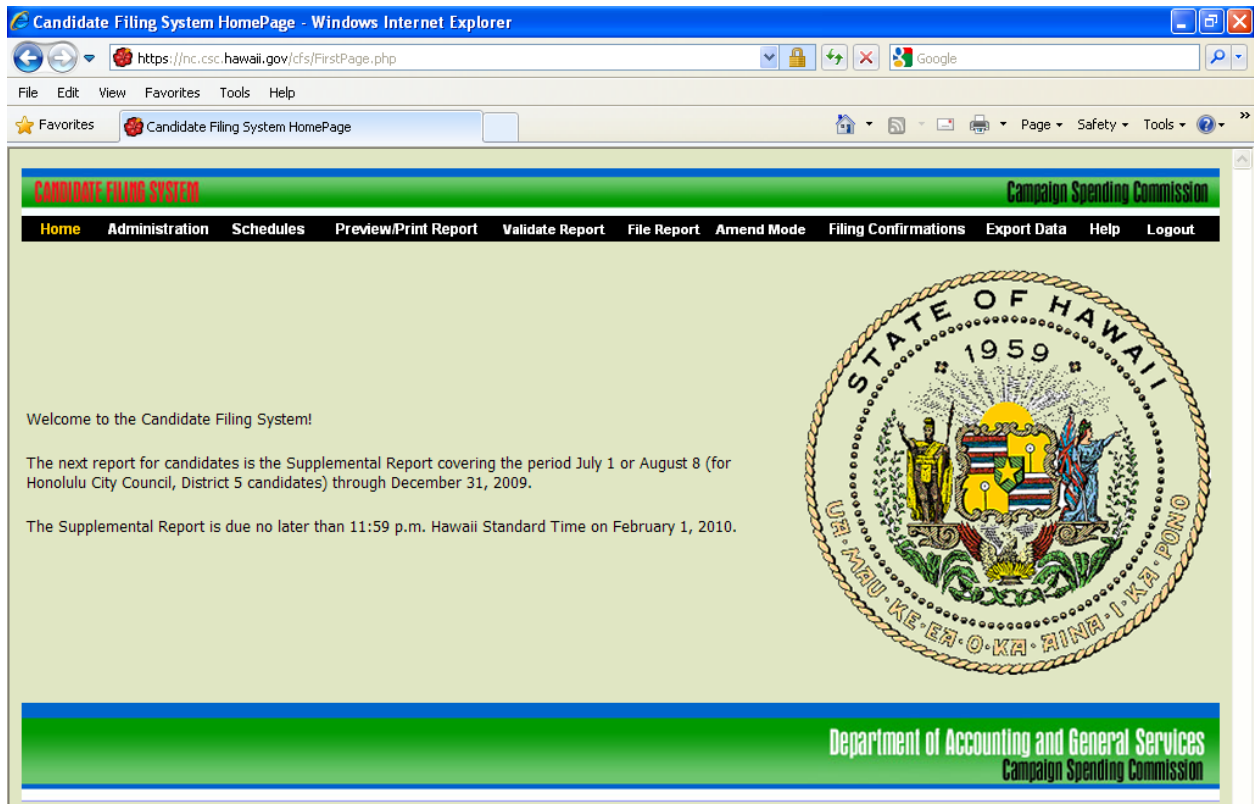 Candidate Filing System HomePage - Windows Internet Explorer
https://nc.csc.hawaii.gov/cfs/FirstPage.php
Google
File Edit View Favorites Tools Help
Favorites Candidate Filing System HomePage Page Safety Tools
CANDIDATE FILING SYSTEM Campaign Spending Commission
Home Administration Schedules Preview/Print Report Validate Report File Report Amend Mode Filing Confirmations Export Data Help Logout
STATE OF HAWAII
1959
UA·MAU·KE·EA·O·KA·AINA·I·KA·PONO
Welcome to the Candidate Filing System!
The next report for candidates is the Supplemental Report covering the period July 1 or August 8 (for
Honolulu City Council, District 5 candidates) through December 31, 2009.
The Supplemental Report is due no later than 11:59 p.m. Hawaii Standard Time on February 1, 2010.
Department of Accounting and General Services
Campaign Spending Commission